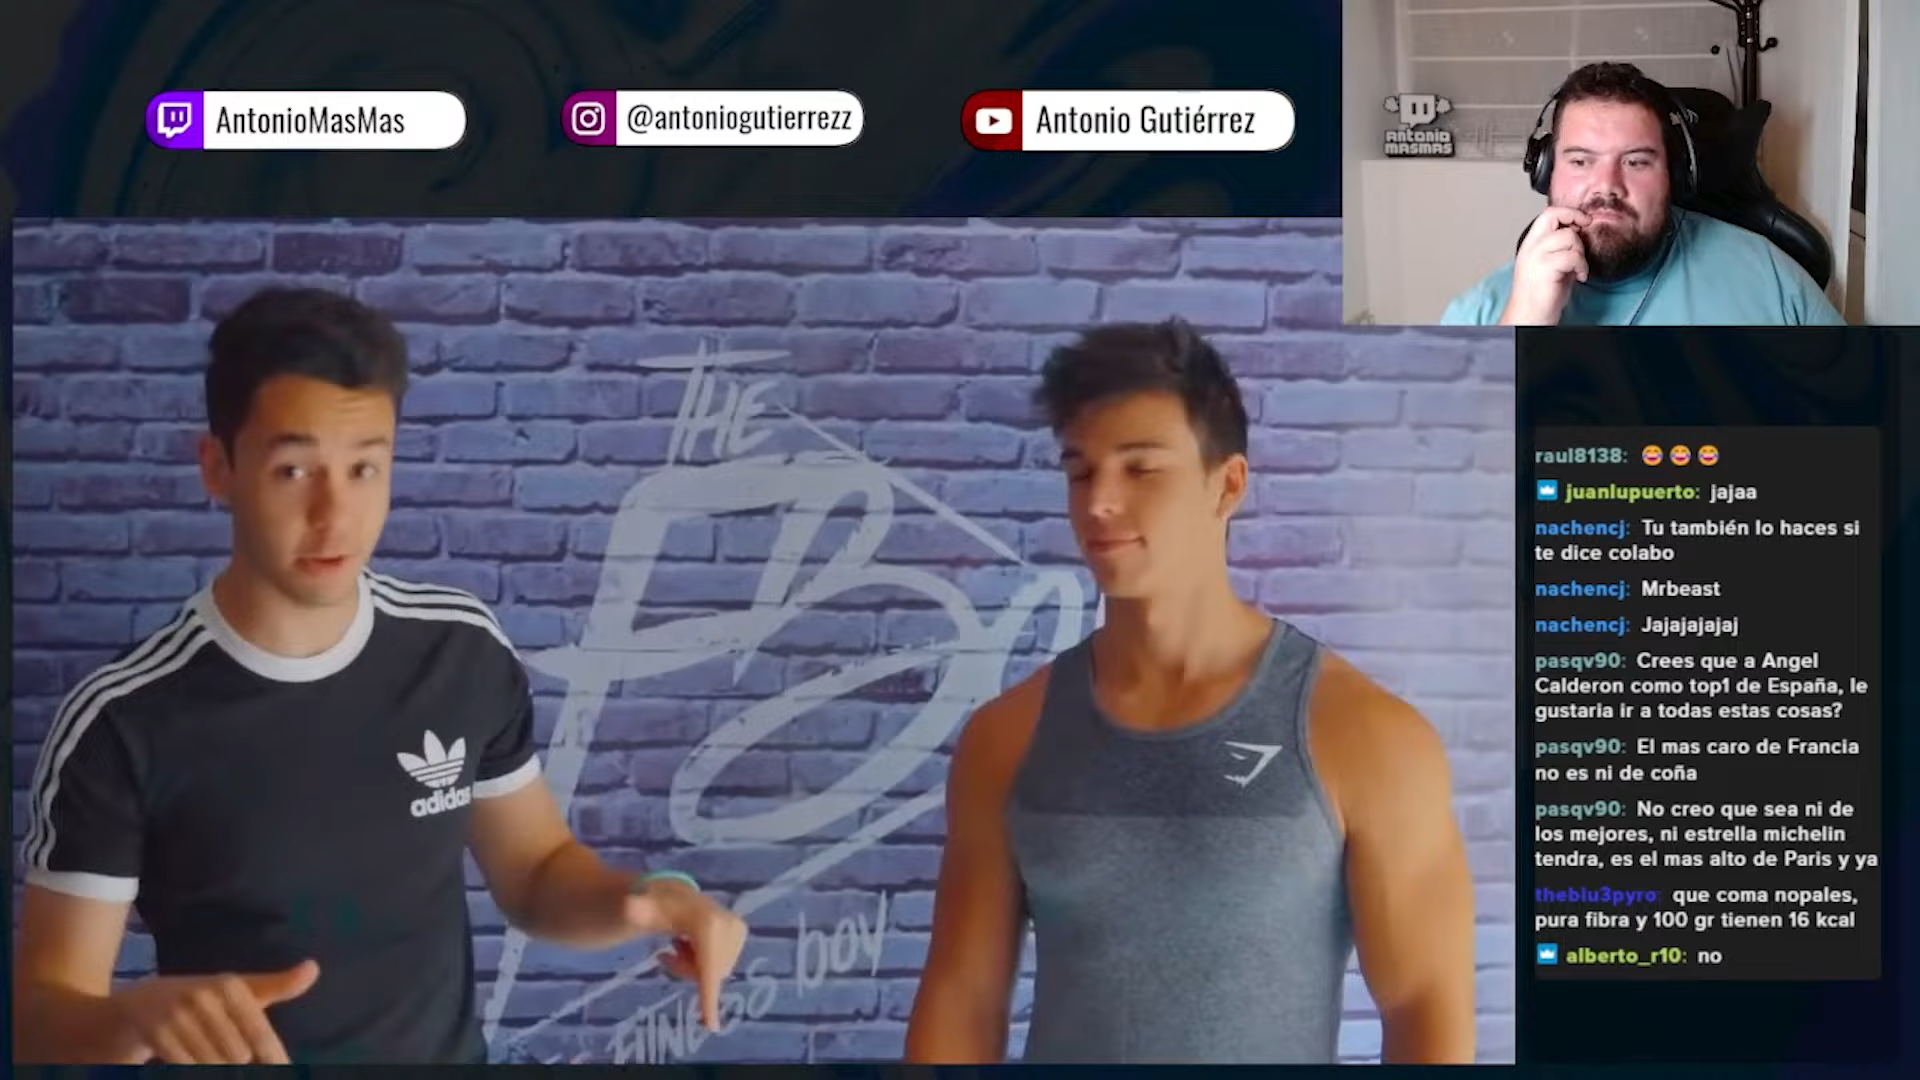 AntonioMasMas
@antoniogutierrezz
Antonio Gutiérrez
antonio
masmas
THE
FB
adidas
FITNESS boy
raul8138:
juanlupuerto: jajaa
nachencj: Tu también lo haces si
te dice colabo
nachencj: Mrbeast
nachencj: Jajajajajaj
pasqv90: Crees que a Angel
Calderon como top1 de España, le
gustaria ir a todas estas cosas?
pasqv90: El mas caro de Francia
no es ni de coña
pasqv90: No creo que sea ni de
los mejores, ni estrella michelin
tendra, es el mas alto de Paris y ya
theblu3pyro: que coma nopales,
pura fibra y 100 gr tienen 16 kcal
alberto_r10: no